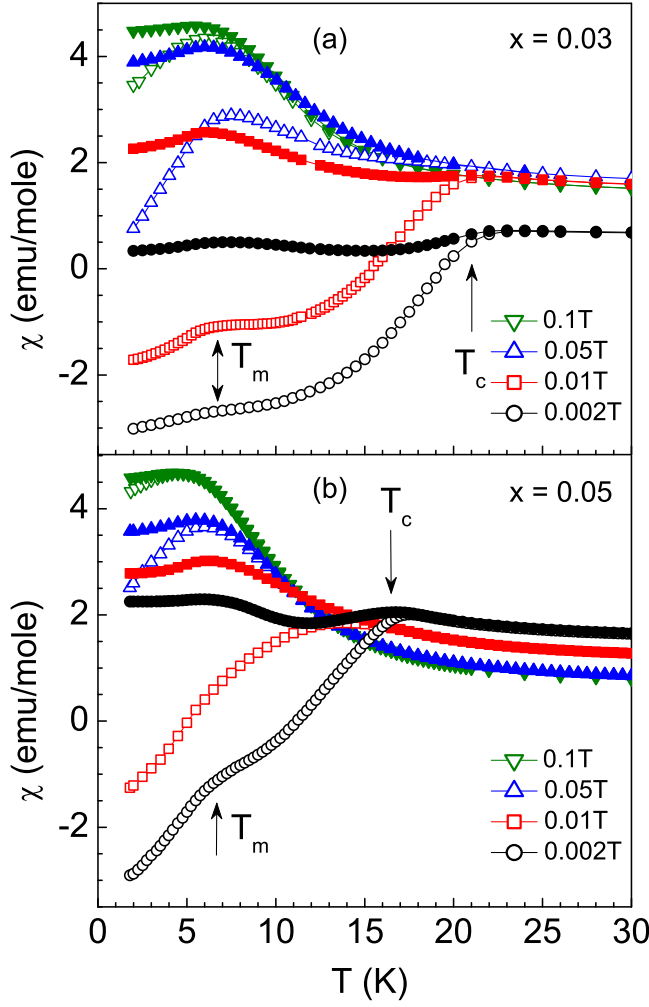 (a)
x = 0.03
4
2
0
-2
χ (emu/mole)
T_m
T_c
0.1T
0.05T
0.01T
0.002T
(b)
x = 0.05
T_c
4
2
0
-2
χ (emu/mole)
T_m
0.1T
0.05T
0.01T
0.002T
0 5 10 15 20 25 30
T (K)